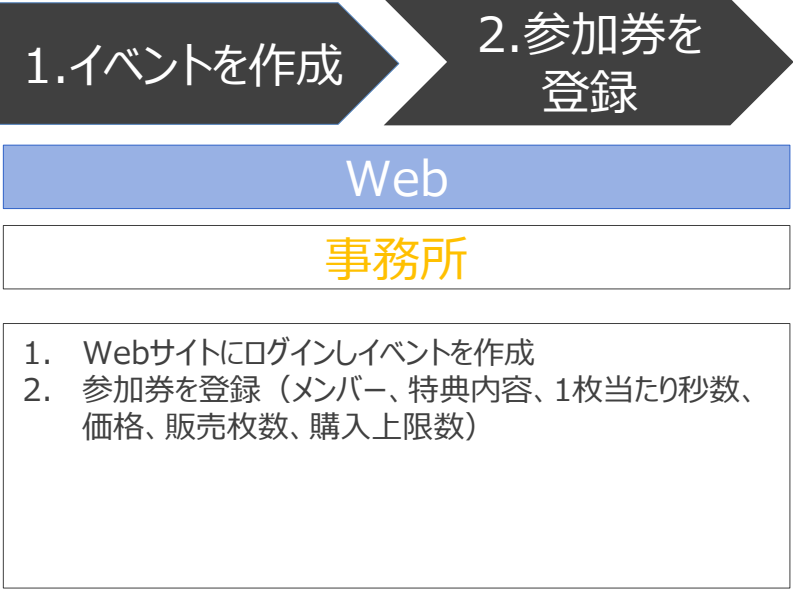 1.イベントを作成
2.参加券を
登録
Web
事務所
1. Webサイトにログインしイベントを作成
2. 参加券を登録（メンバー、特典内容、1枚当たり秒数、
価格、販売枚数、購入上限数）